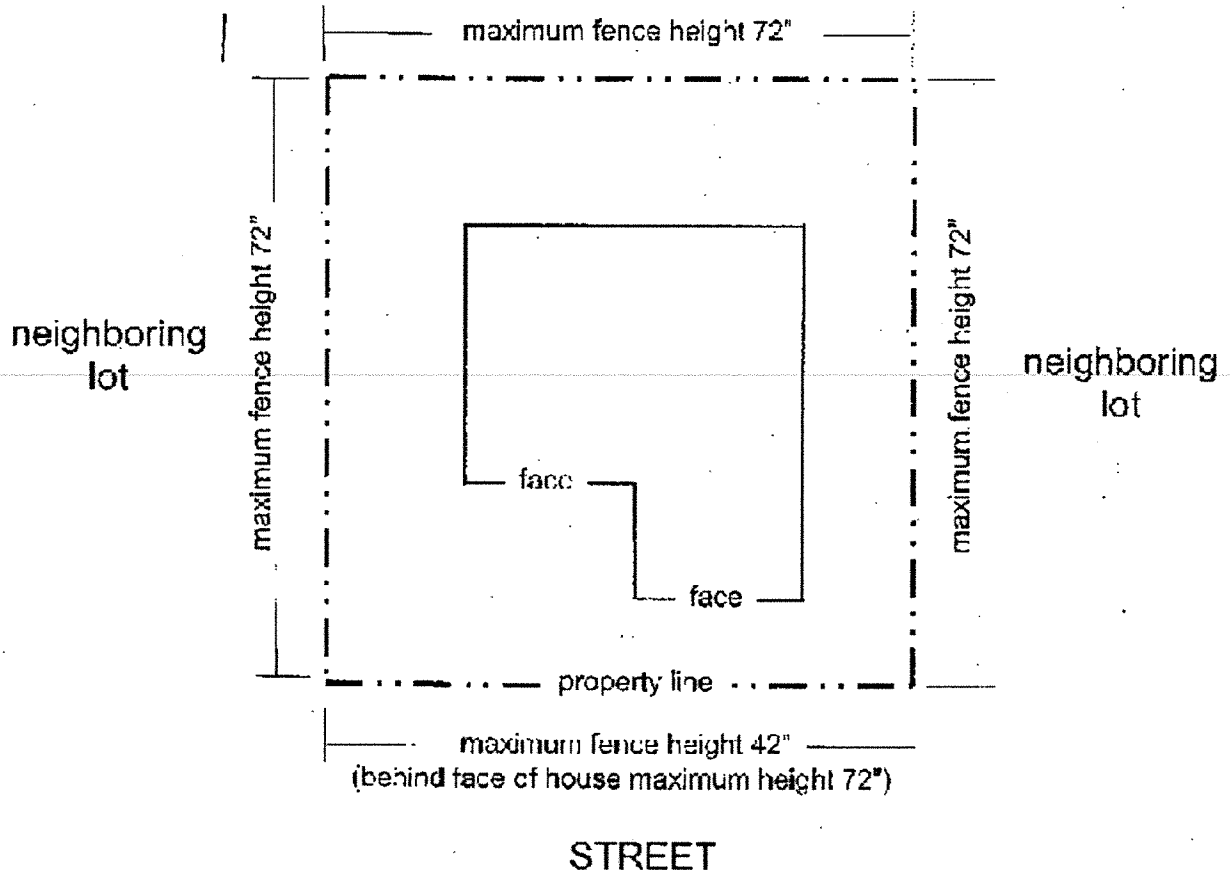 maximum fence height 72"
maximum fence height 72"
maximum fence height 72"
neighboring
lot
neighboring
lot
face
face
property line
maximum fence height 42"
(behind face of house maximum height 72")
STREET